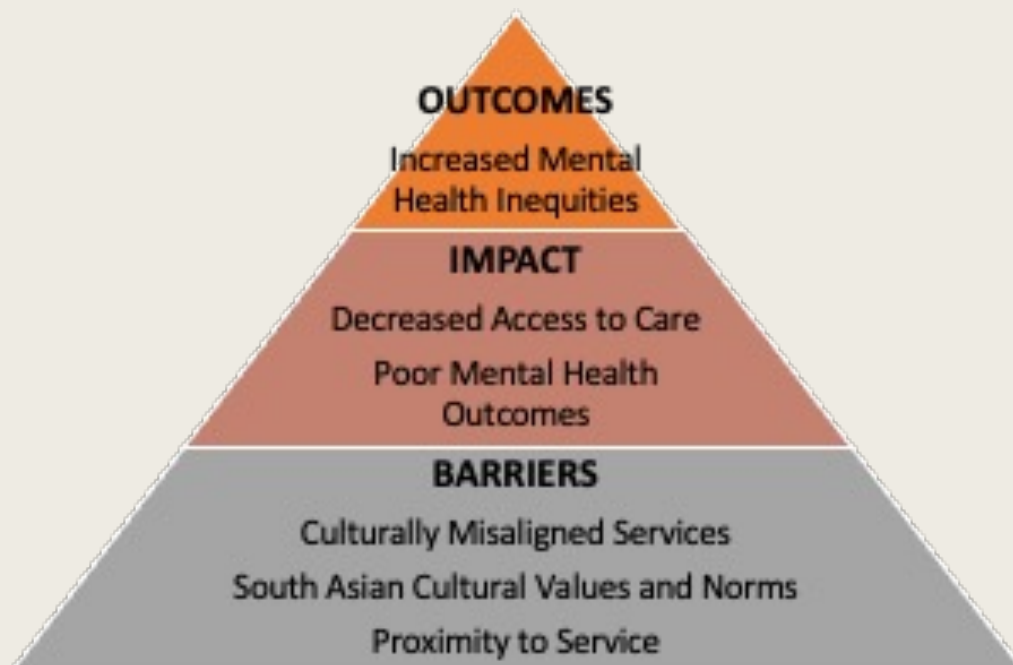 OUTCOMES
Increased Mental
Health Inequities
IMPACT
Decreased Access to Care
Poor Mental Health
Outcomes
BARRIERS
Culturally Misaligned Services
South Asian Cultural Values and Norms
Proximity to Service